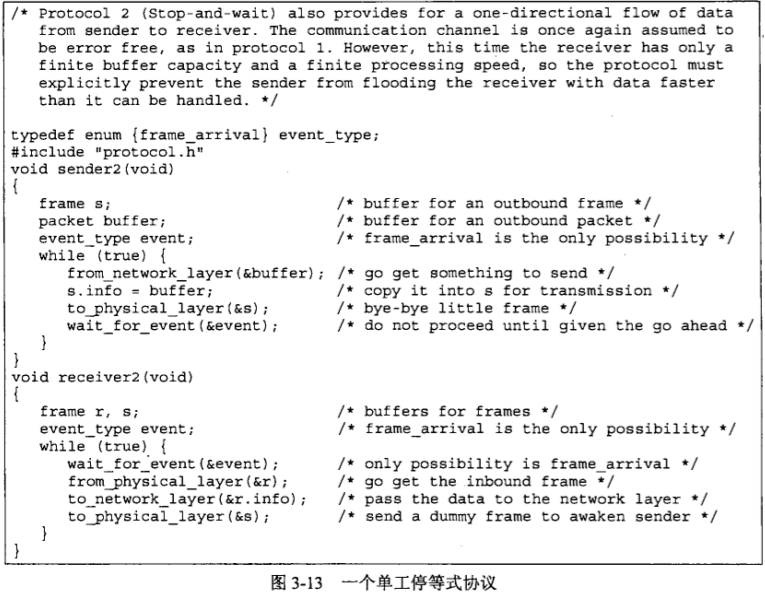 /* Protocol 2 (Stop-and-wait) also provides for a one-directional flow of data
   from sender to receiver. The communication channel is once again assumed to
   be error free, as in protocol 1. However, this time the receiver has only a
   finite buffer capacity and a finite processing speed, so the protocol must
   explicitly prevent the sender from flooding the receiver with data faster
   than it can be handled. */

typedef enum {frame_arrival} event_type;
#include "protocol.h"
void sender2(void)
{
   frame s;                        /* buffer for an outbound frame */
   packet buffer;                  /* buffer for an outbound packet */
   event_type event;               /* frame_arrival is the only possibility */
   while (true) {
      from_network_layer(&buffer); /* go get something to send */
      s.info = buffer;             /* copy it into s for transmission */
      to_physical_layer(&s);       /* bye-bye little frame */
      wait_for_event(&event);      /* do not proceed until given the go ahead */
   }
}
void receiver2(void)
{
   frame r, s;                     /* buffers for frames */
   event_type event;               /* frame_arrival is the only possibility */
   while (true) {
      wait_for_event(&event);      /* only possibility is frame_arrival */
      from_physical_layer(&r);     /* go get the inbound frame */
      to_network_layer(&r.info);   /* pass the data to the network layer */
      to_physical_layer(&s);       /* send a dummy frame to awaken sender */
   }
}
图 3-13 一个单工停等式协议